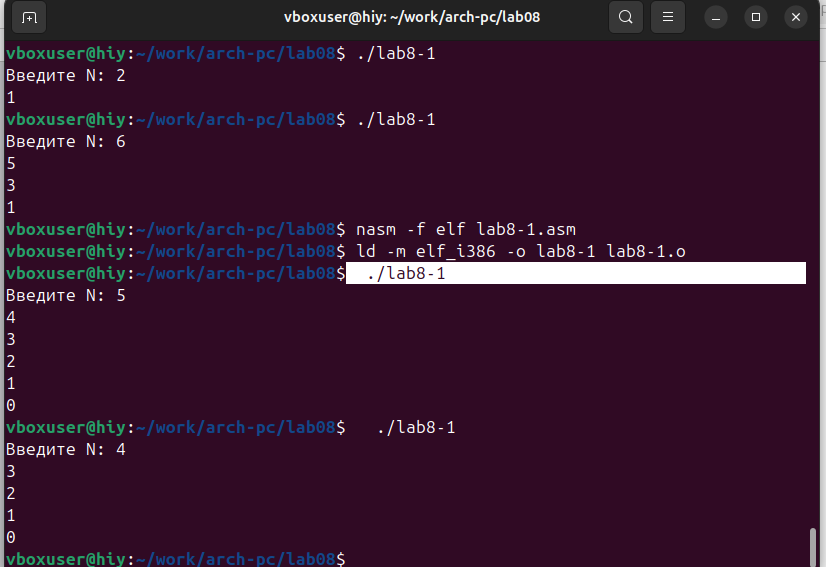 vboxuser@hiy: ~/work/arch-pc/lab08
vboxuser@hiy:~/work/arch-pc/lab08$ ./lab8-1
Введите N: 2
1
vboxuser@hiy:~/work/arch-pc/lab08$ ./lab8-1
Введите N: 6
5
3
1
vboxuser@hiy:~/work/arch-pc/lab08$ nasm -f elf lab8-1.asm
vboxuser@hiy:~/work/arch-pc/lab08$ ld -m elf_i386 -o lab8-1 lab8-1.o
vboxuser@hiy:~/work/arch-pc/lab08$  ./lab8-1
Введите N: 5
4
3
2
1
0
vboxuser@hiy:~/work/arch-pc/lab08$   ./lab8-1
Введите N: 4
3
2
1
0
vboxuser@hiy:~/work/arch-pc/lab08$